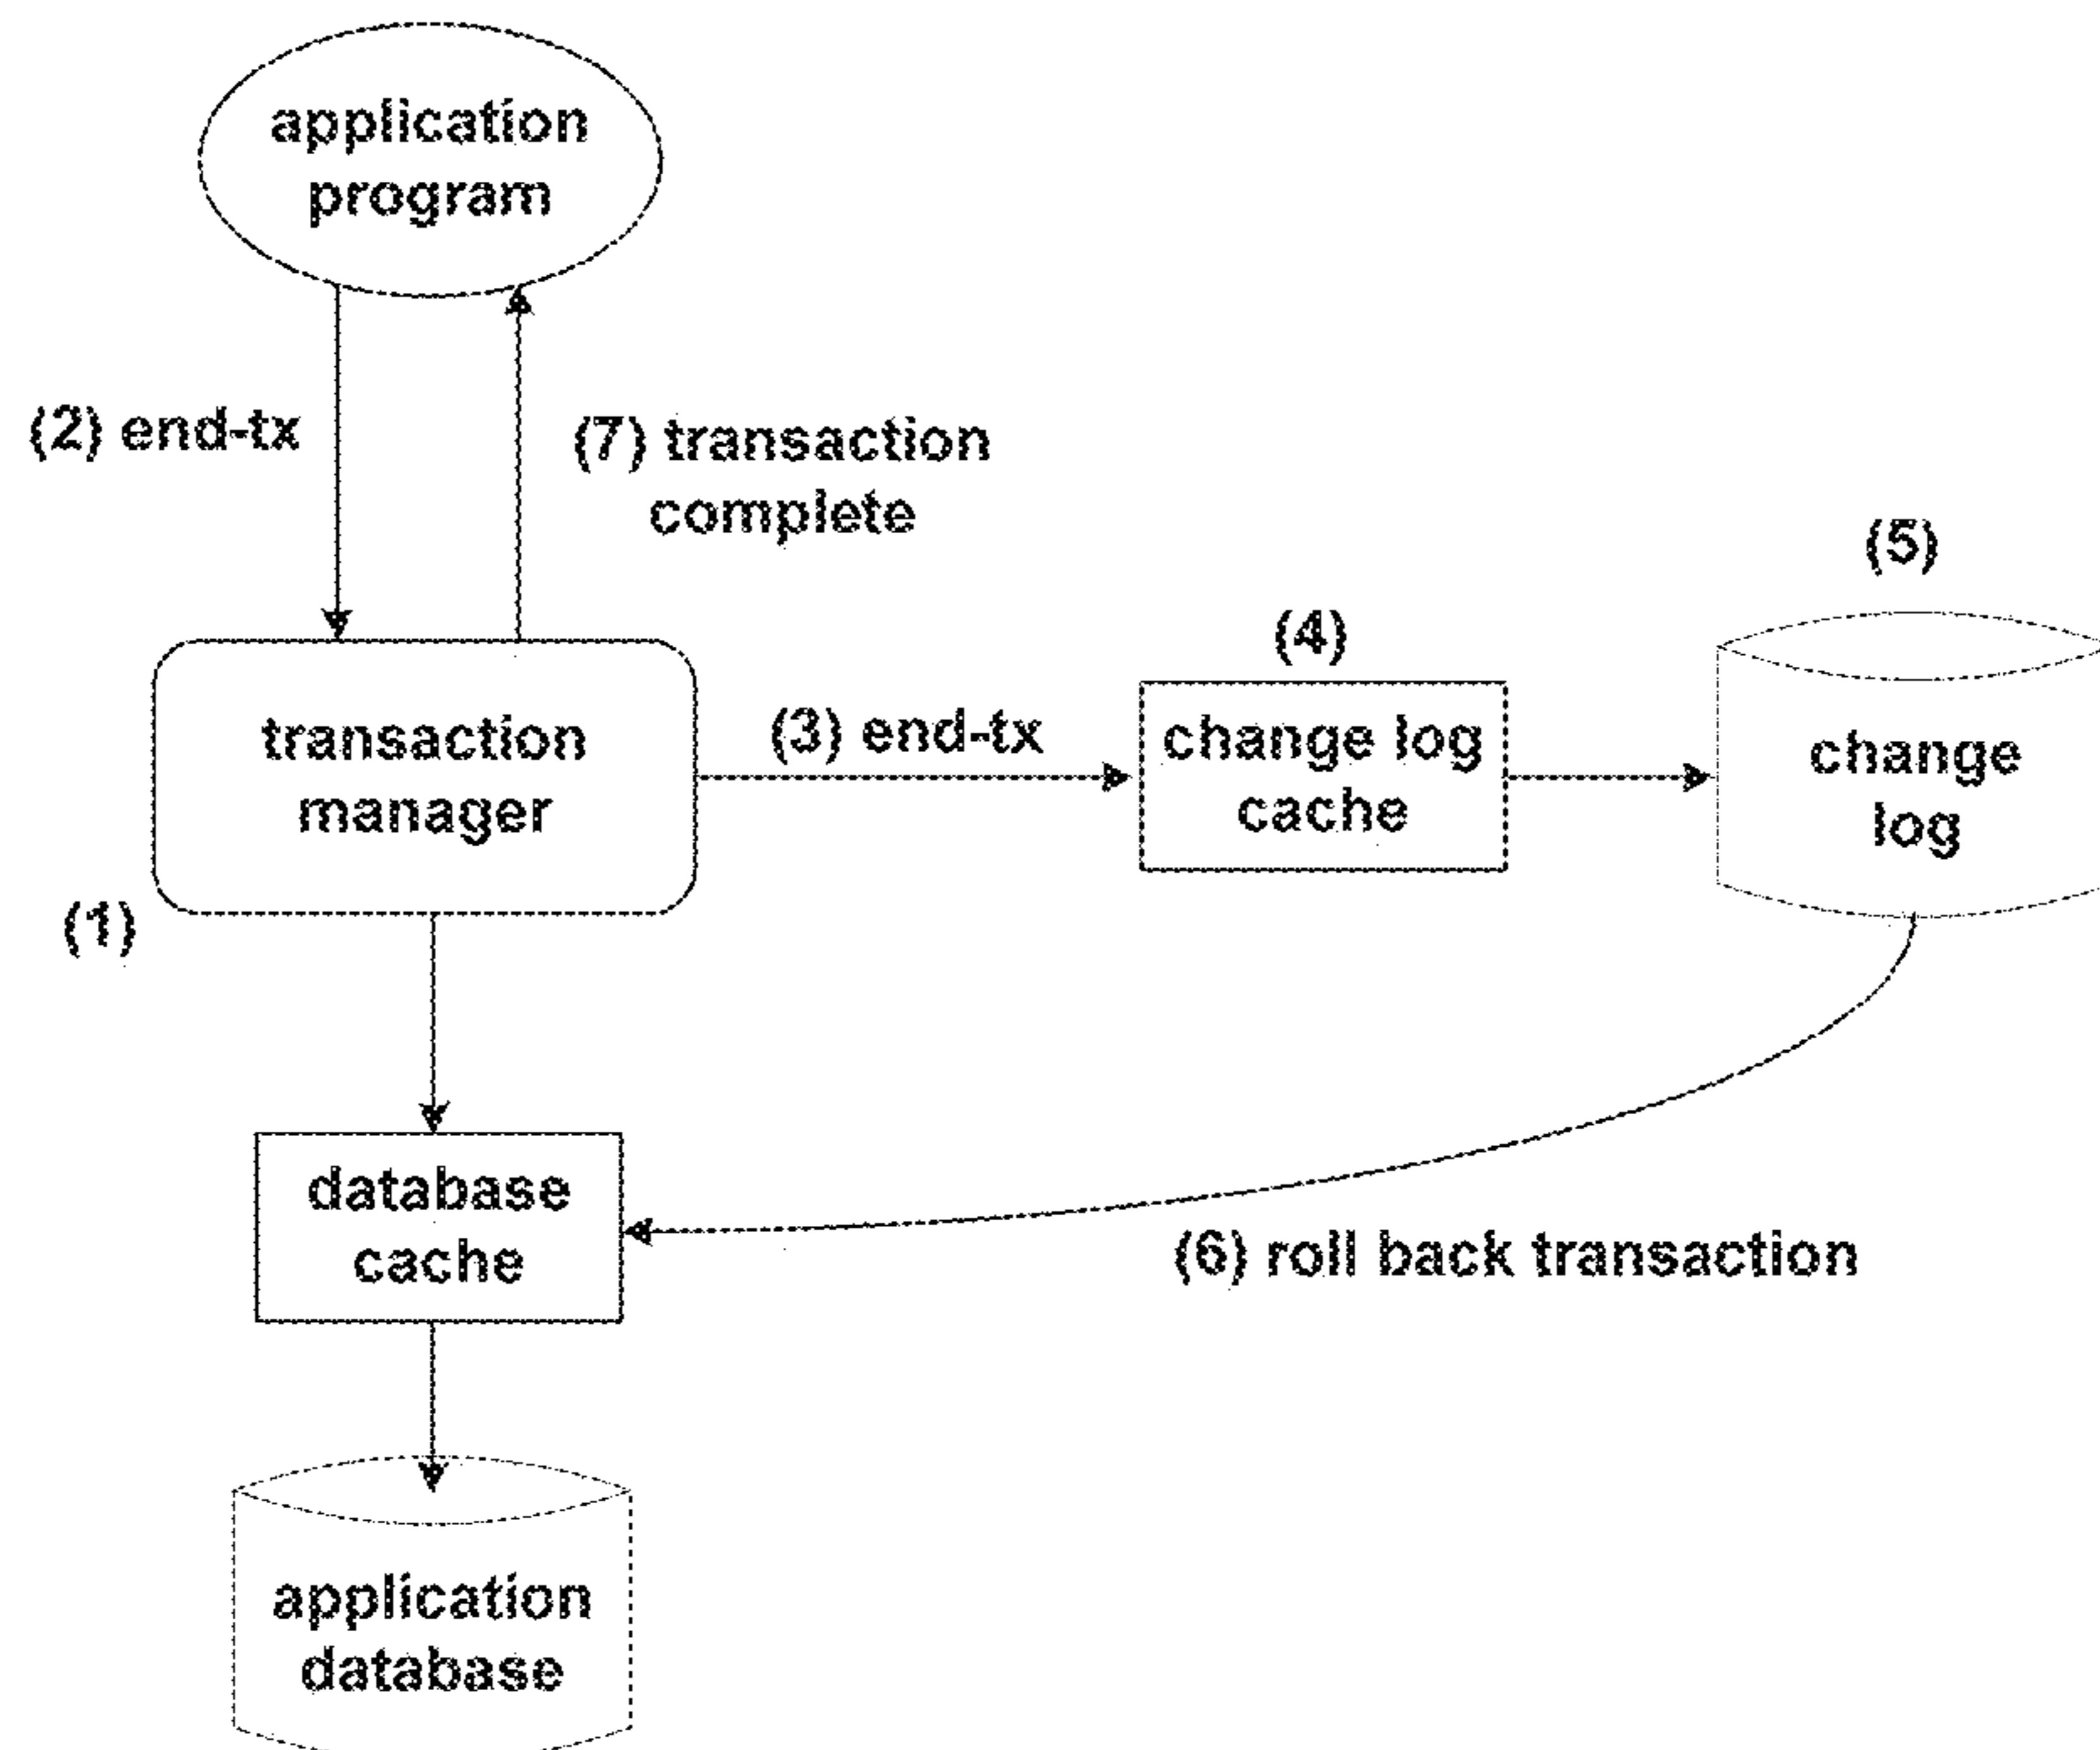 application
program
(2) end-tx
(7) transaction
complete
(5)
(4)
transaction
manager
(3) end-tx
change log
cache
change
log
(1)
database
cache
(6) roll back transaction
application
database